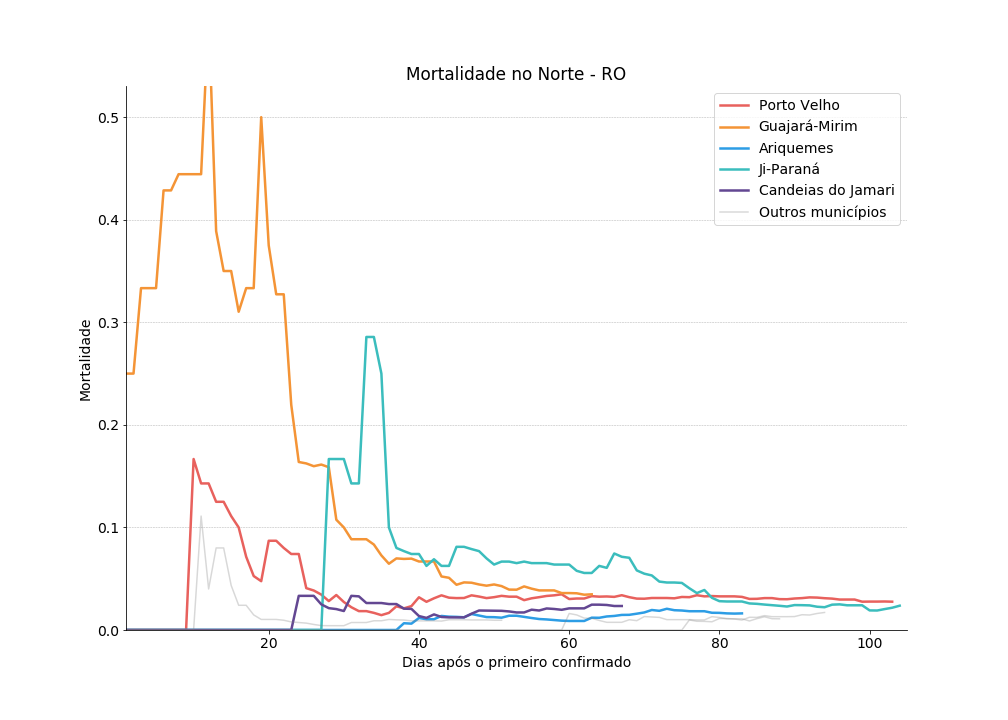 Mortalidade no Norte - RO
Porto Velho
Guajará-Mirim
Ariquemes
Ji-Paraná
Candeias do Jamari
Outros municípios
Mortalidade
0.5
0.4
0.3
0.2
0.1
0.0
20
40
60
80
100
Dias após o primeiro confirmado